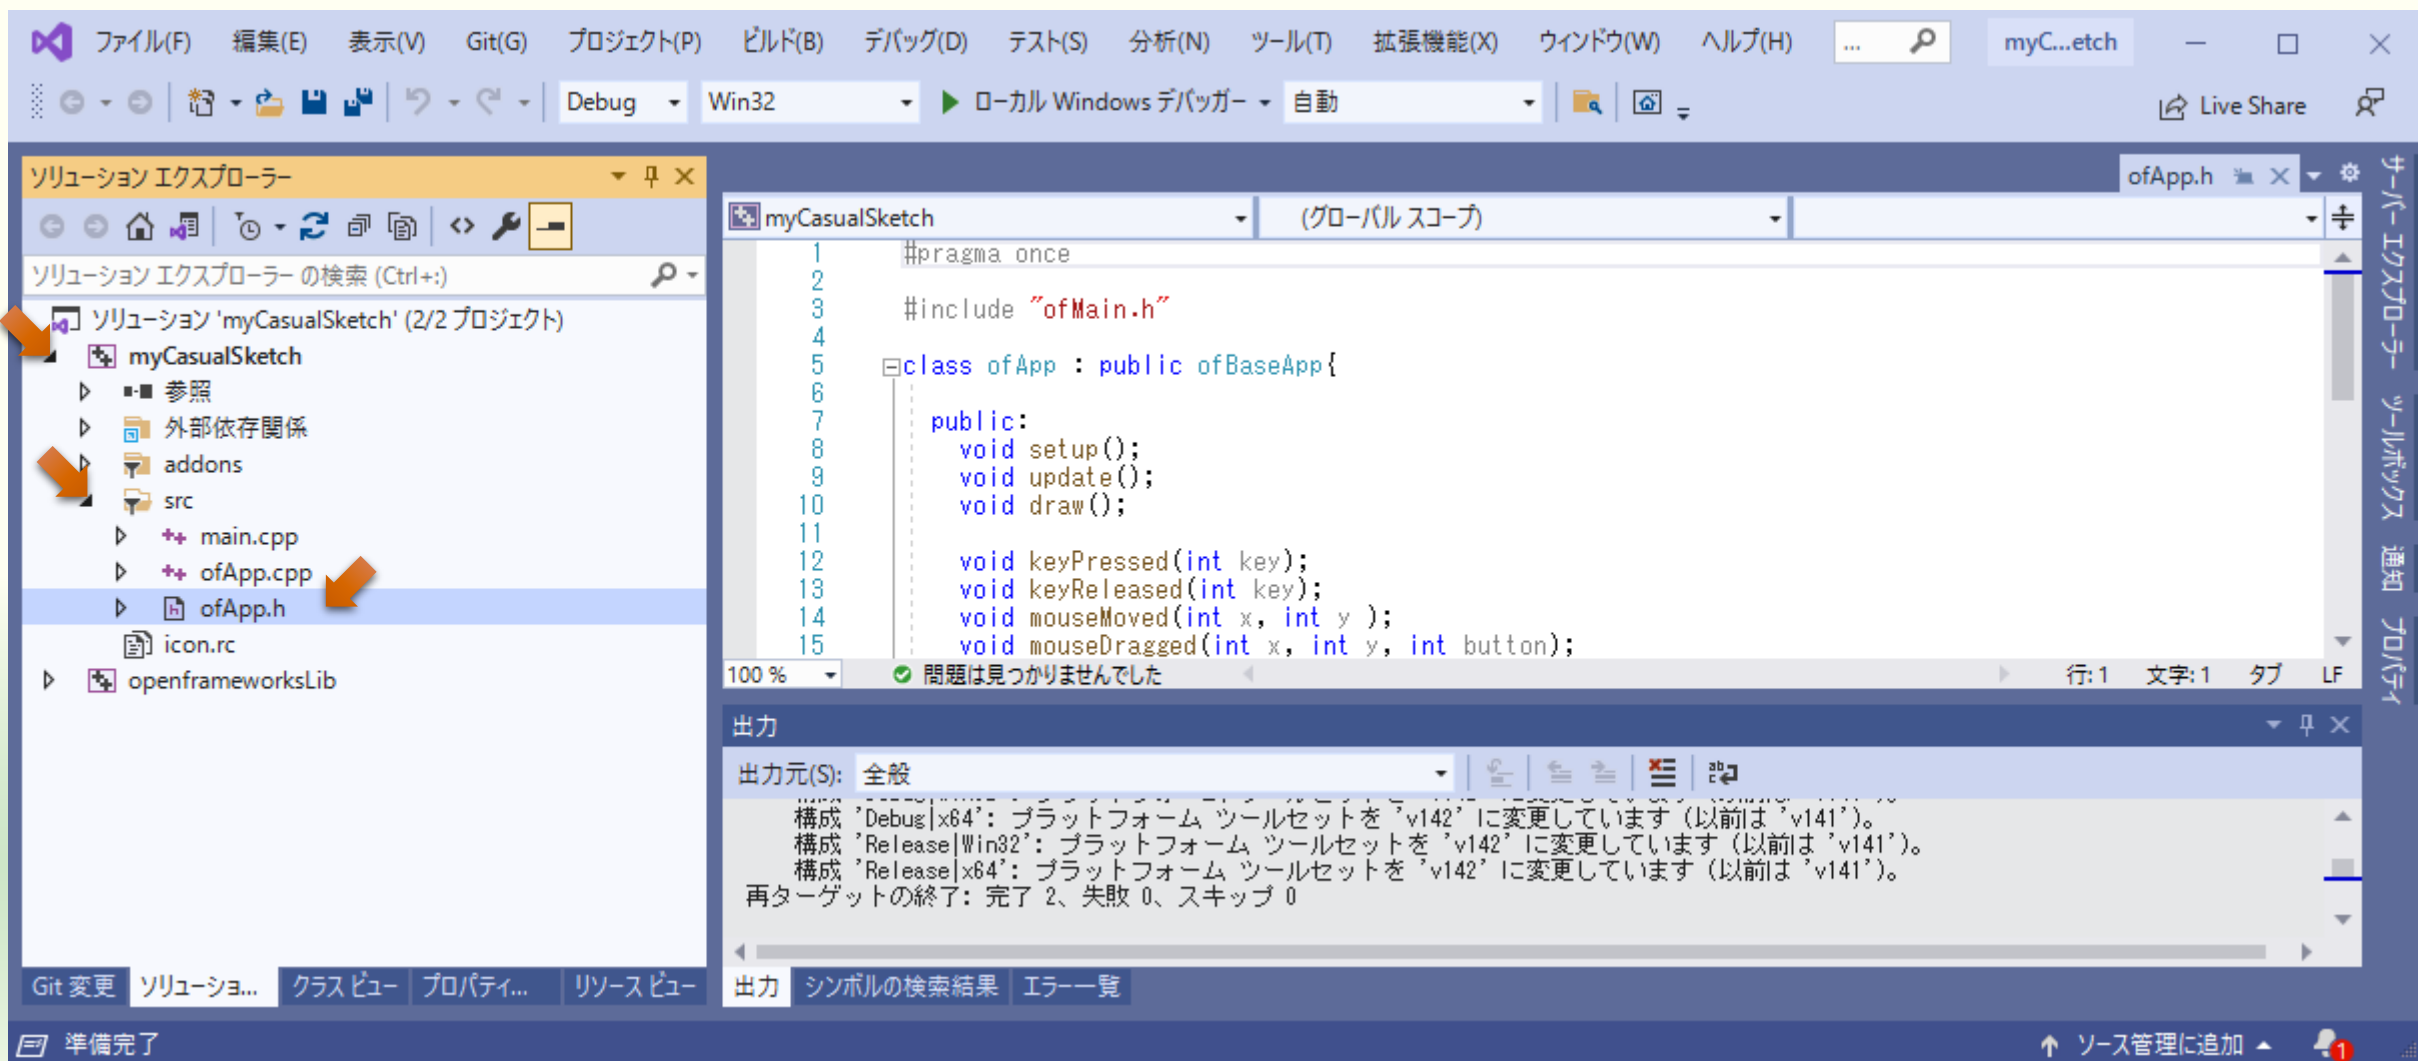 ファイル(F) 編集(E) 表示(V) Git(G) プロジェクト(P) ビルド(B) デバッグ(D) テスト(S) 分析(N) ツール(T) 拡張機能(X) ウィンドウ(W) ヘルプ(H) ... myC...etch
Debug Win32 ローカル Windows デバッガー 自動 Live Share
ソリューション エクスプローラー
ソリューション エクスプローラー の検索 (Ctrl+:)
ソリューション 'myCasualSketch' (2/2 プロジェクト)
myCasualSketch
参照
外部依存関係
addons
src
main.cpp
ofApp.cpp
ofApp.h
icon.rc
openframeworksLib
Git 変更 ソリューショ... クラス ビュー プロパティ... リソース ビュー
ofApp.h
myCasualSketch (グローバル スコープ)
1 #pragma once
2
3 #include "ofMain.h"
4
5 class ofApp : public ofBaseApp{
6
7 public:
8 void setup();
9 void update();
10 void draw();
11
12 void keyPressed(int key);
13 void keyReleased(int key);
14 void mouseMoved(int x, int y );
15 void mouseDragged(int x, int y, int button);
100 % 問題は見つかりませんでした 行: 1 文字: 1 タブ LF
出力
出力元(S): 全般
構成 'Debug|x64': プラットフォーム ツールセットを 'v142' に変更しています (以前は 'v141')。
構成 'Release|Win32': プラットフォーム ツールセットを 'v142' に変更しています (以前は 'v141')。
構成 'Release|x64': プラットフォーム ツールセットを 'v142' に変更しています (以前は 'v141')。
再ターゲットの終了: 完了 2、失敗 0、スキップ 0
出力 シンボルの検索結果 エラー一覧
サーバー エクスプローラー
ツールボックス
通知
プロパティ
準備完了 ソース管理に追加 1